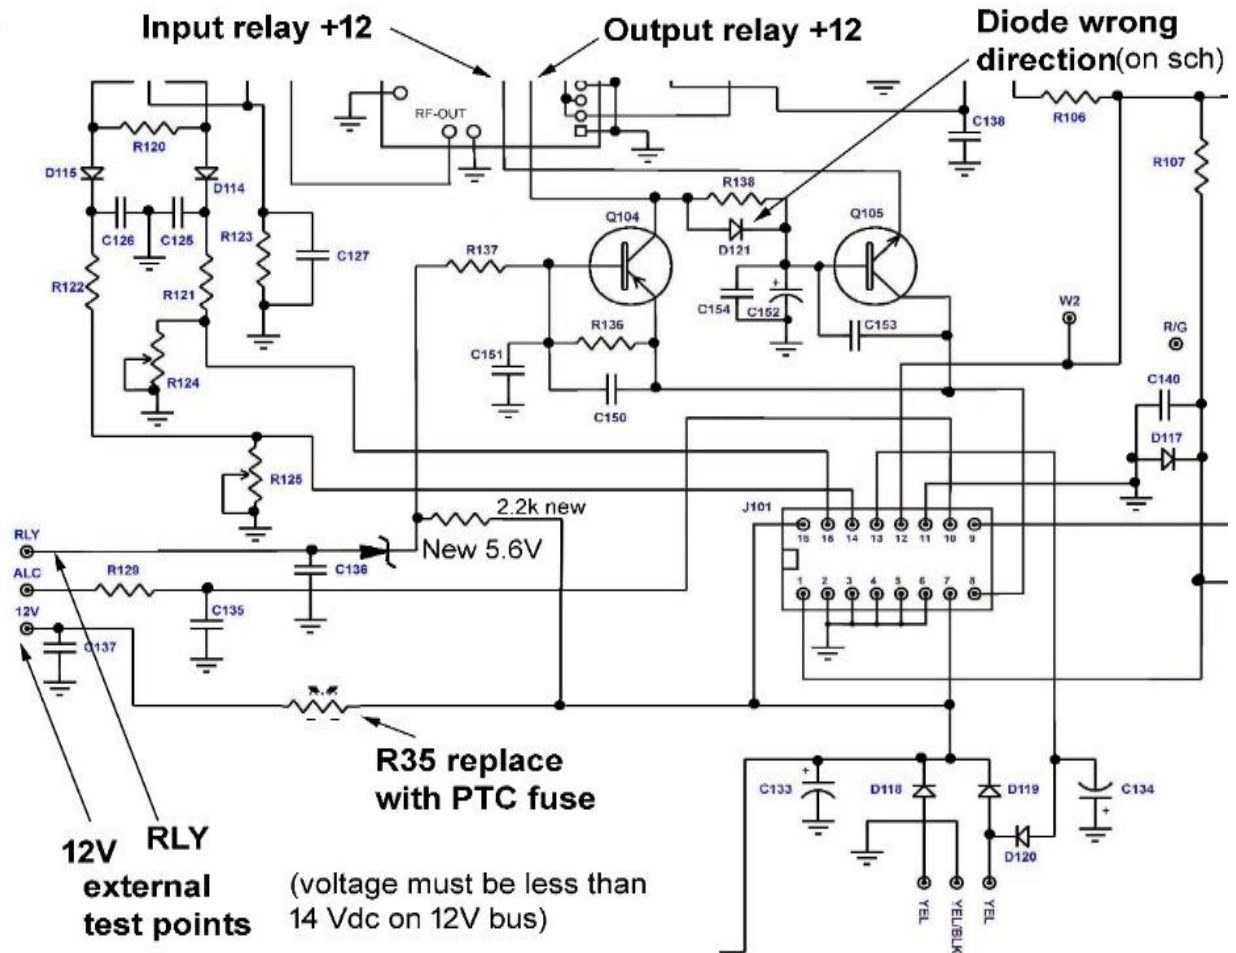 Input relay +12
Output relay +12
Diode wrong
direction(on sch)
RF-OUT
C138
R106
R107
R120
D115
D114
C126
C125
R123
C127
R122
R121
R124
R125
R137
Q104
R138
D121
Q105
C154
C152
+
R136
C151
C150
C153
W2
R/G
C140
D117
J101
16
15
14
13
12
11
10
9
1
2
3
4
5
6
7
8
RLY
ALC
12V
R129
C136
C135
C137
2.2k new
New 5.6V
R35 replace
with PTC fuse
12V
RLY
external
test points
(voltage must be less than
14 Vdc on 12V bus)
+
C133
D118
D119
D120
C134
+
YEL
YEL/BLK
YEL